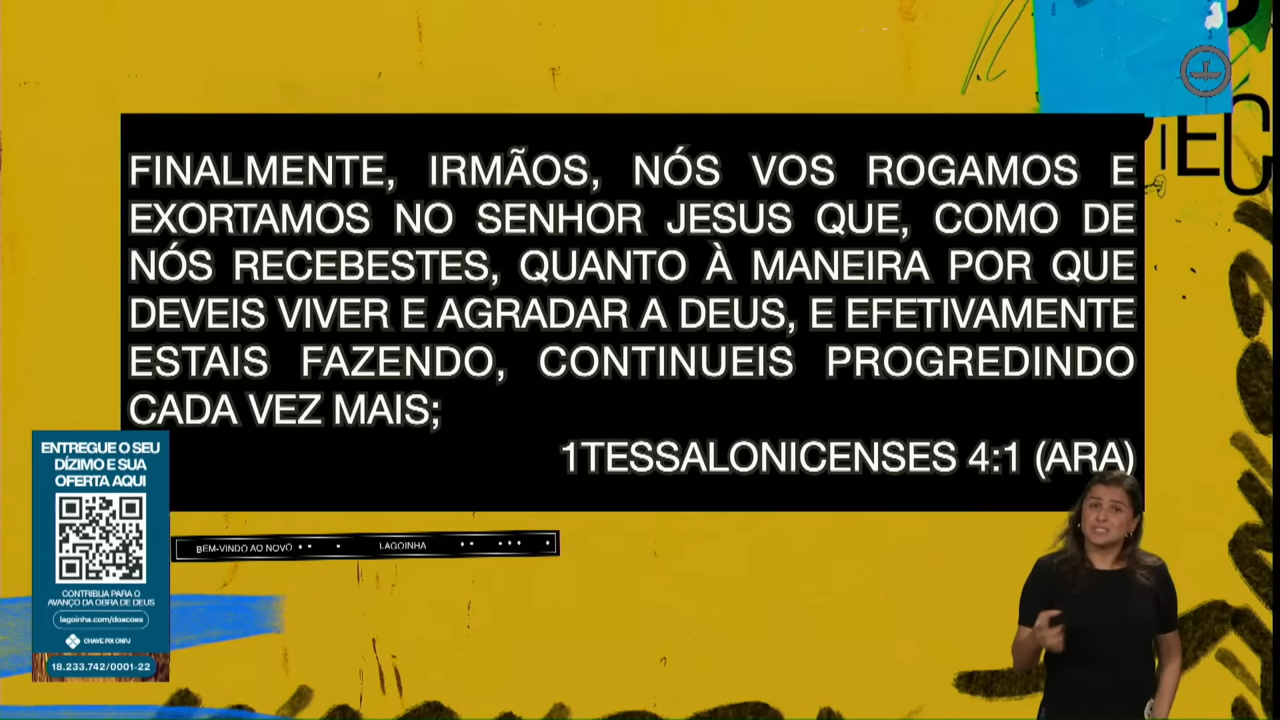 FINALMENTE, IRMÃOS, NÓS VOS ROGAMOS E
EXORTAMOS NO SENHOR JESUS QUE, COMO DE
NÓS RECEBESTES, QUANTO À MANEIRA POR QUE
DEVEIS VIVER E AGRADAR A DEUS, E EFETIVAMENTE
ESTAIS FAZENDO, CONTINUEIS PROGREDINDO
CADA VEZ MAIS;
1TESSALONICENSES 4:1 (ARA)
ENTREGUE O SEU
DÍZIMO E SUA
OFERTA AQUI
CONTRIBUA PARA O
AVANÇO DA OBRA DE DEUS
lagoinha.com/doacoes
CHAVE PIX CNPJ
18.233.742/0001-22
BEM-VINDO AO NOVO
LAGOINHA